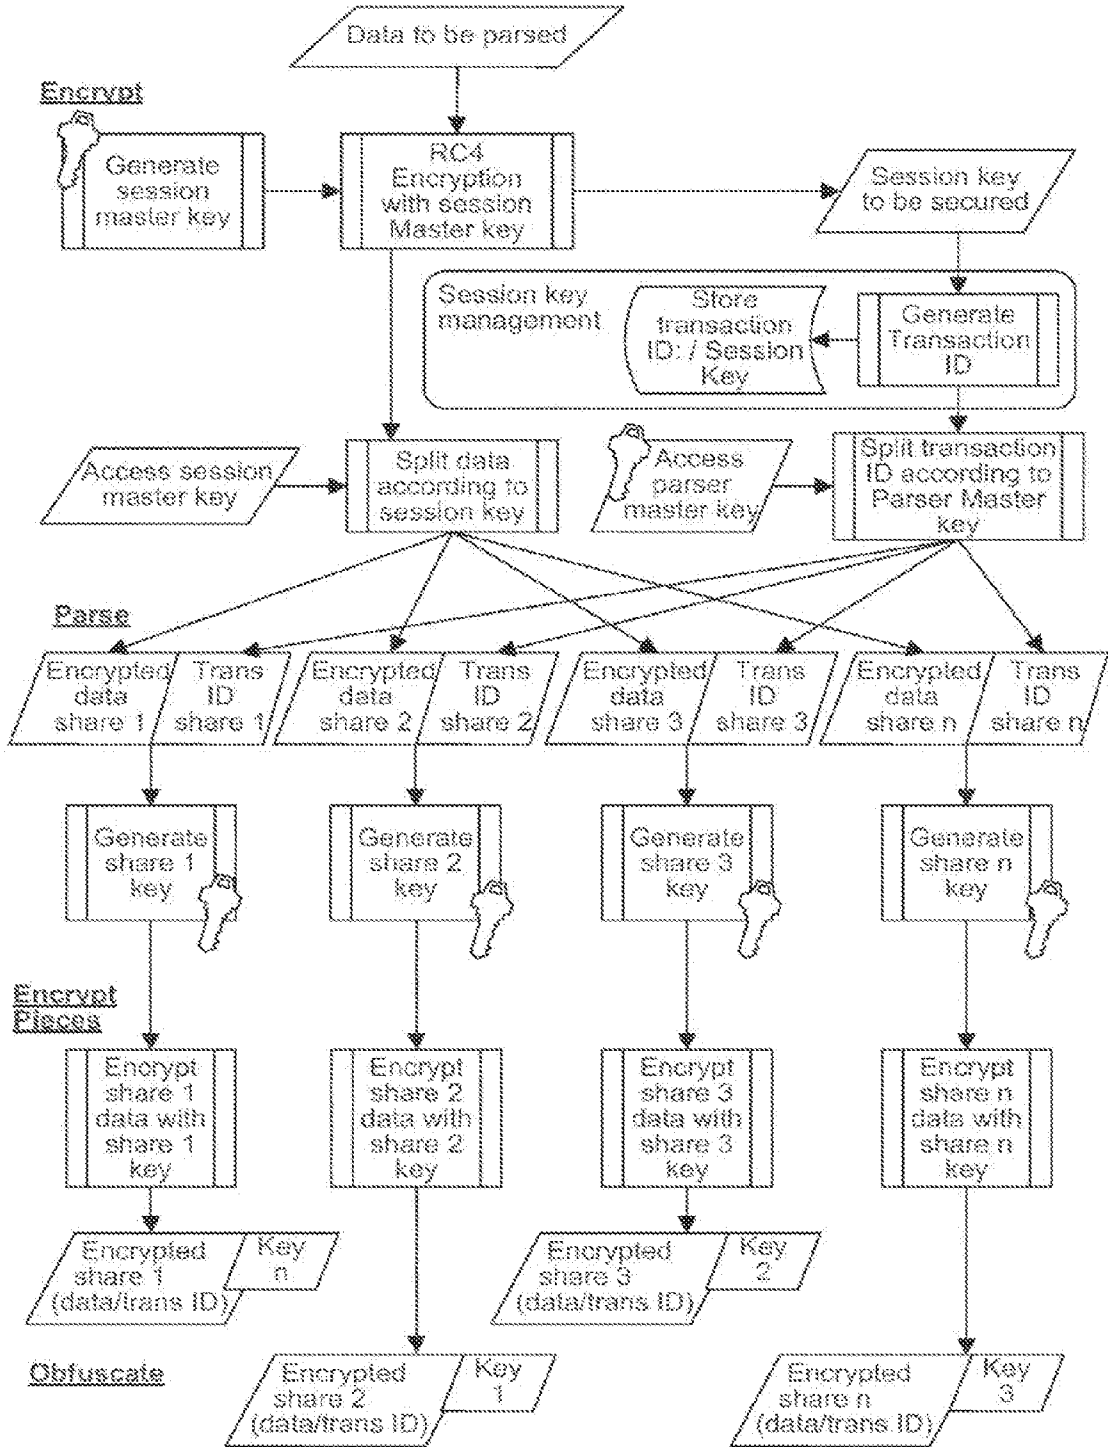 Data to be parsed
Encrypt
Generate
session
master key
RC4
Encryption
with session
Master key
Session key
to be secured
Session key
management
Store
transaction
ID: / Session
Key
Generate
Transaction
ID
Access session
master key
Split data
according to
session key
Access
parser
master key
Split transaction
ID according to
Parser Master
key
Parse
Encrypted
data
share 1
Trans
ID
share 1
Encrypted
data
share 2
Trans
ID
share 2
Encrypted
data
share 3
Trans
ID
share 3
Encrypted
data
share n
Trans
ID
share n
Generate
share 1
key
Generate
share 2
key
Generate
share 3
key
Generate
share n
key
Encrypt
Pieces
Encrypt
share 1
data with
share 1
key
Encrypt
share 2
data with
share 2
key
Encrypt
share 3
data with
share 3
key
Encrypt
share n
data with
share n
key
Encrypted
share 1
(data/trans ID)
Key
n
Encrypted
share 3
(data/trans ID)
Key
2
Obfuscate
Encrypted
share 2
(data/trans ID)
Key
1
Encrypted
share n
(data/trans ID)
Key
3